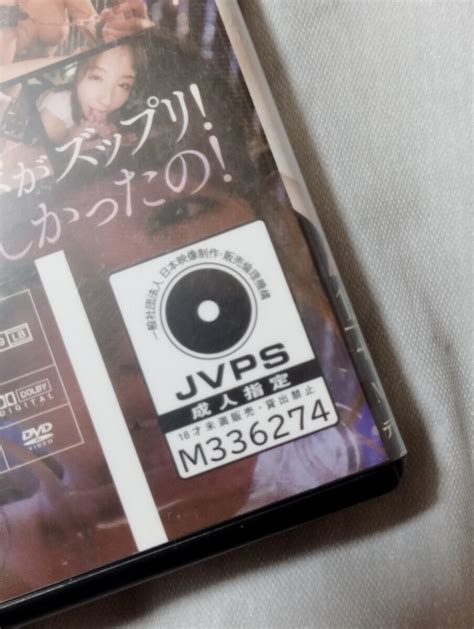 がズップリ!
しかったの!
一般社団法人 日本映像制作・販売倫理機構
JVPS
成人指定
18才未満販売・貸出禁止
M336274
LB
DOLBY
DIGITAL
DVD
VIDEO